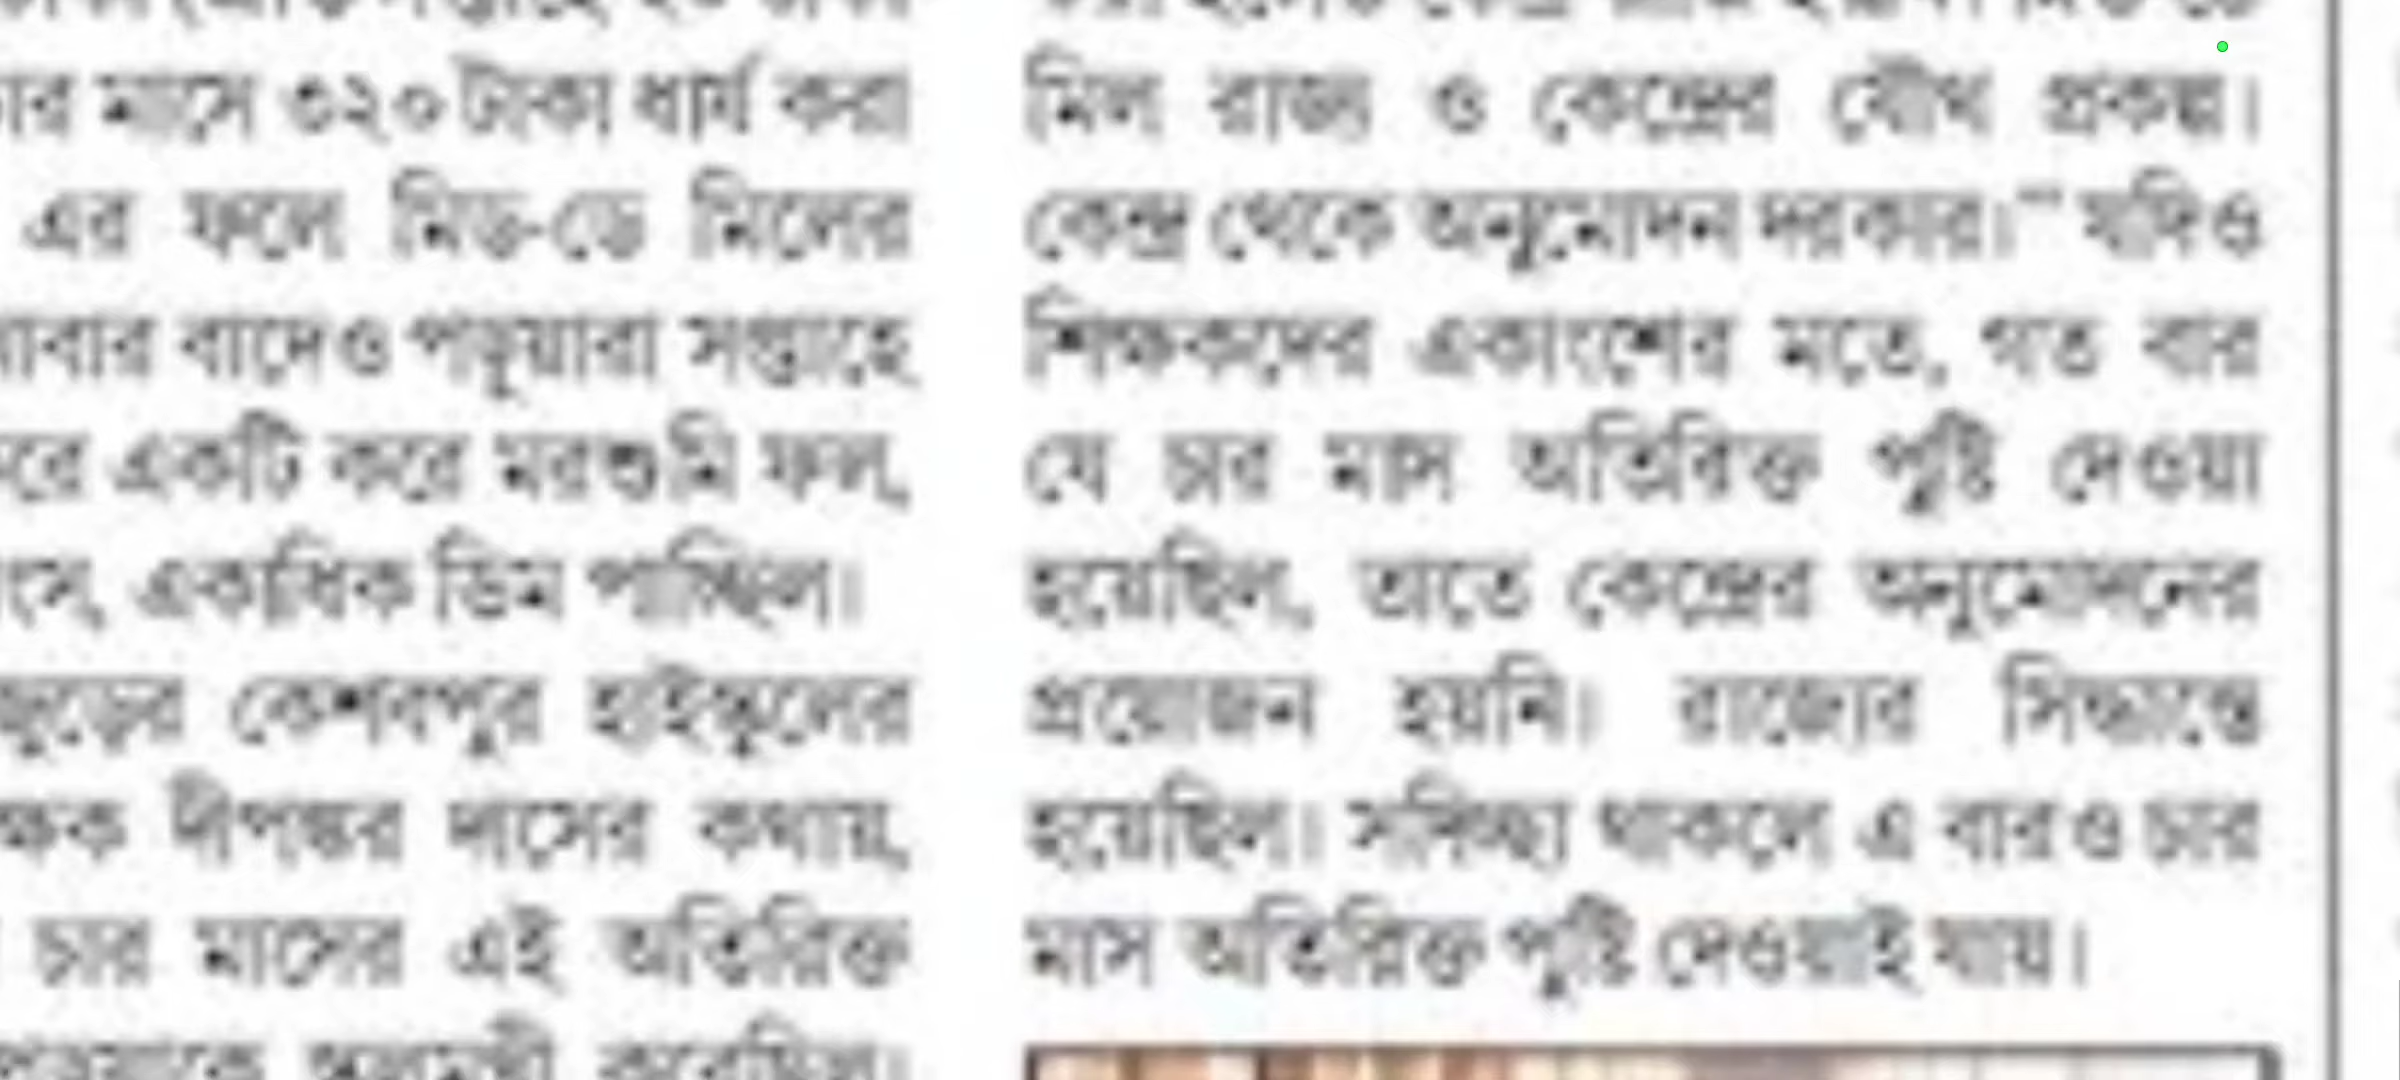 মাসে ৩২০ টাকা ধার্য করা
এর ফলে মিড-ডে মিলের
বাদেও পড়ুয়ারা সপ্তাহে
একটি করে মরশুমি ফল,
একাধিক ডিম পাচ্ছিল।
কেশবপুর হাইস্কুলের
দীপঙ্কর দাসের কথায়,
চার মাসের এই অতিরিক্ত
মিল রাজ্য ও কেন্দ্রের যৌথ প্রকল্প।
কেন্দ্র থেকে অনুমোদন দরকার।’’ যদিও
শিক্ষকদের একাংশের মতে, গত বার
যে চার মাস অতিরিক্ত পুষ্টি দেওয়া
হয়েছিল, তাতে কেন্দ্রের অনুমোদনের
প্রয়োজন হয়নি। রাজ্যের সিদ্ধান্তে
হয়েছিল। সদিচ্ছা থাকলে এ বারও চার
মাস অতিরিক্ত পুষ্টি দেওয়াই যায়।